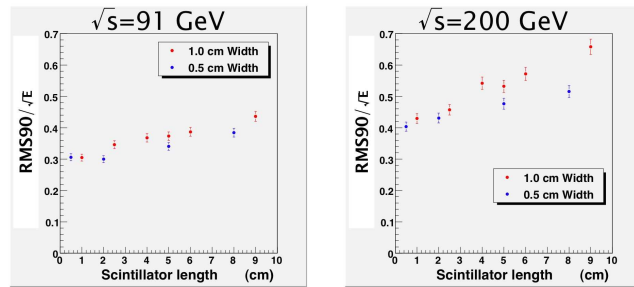 √s=91 GeV
0.7
0.6
0.5
0.4
0.3
0.2
0.1
0
RMS90/√E
1.0 cm Width
0.5 cm Width
0 1 2 3 4 5 6 7 8 9 10
Scintillator length (cm)
√s=200 GeV
0.7
0.6
0.5
0.4
0.3
0.2
0.1
0
RMS90/√E
1.0 cm Width
0.5 cm Width
0 1 2 3 4 5 6 7 8 9 10
Scintillator length (cm)